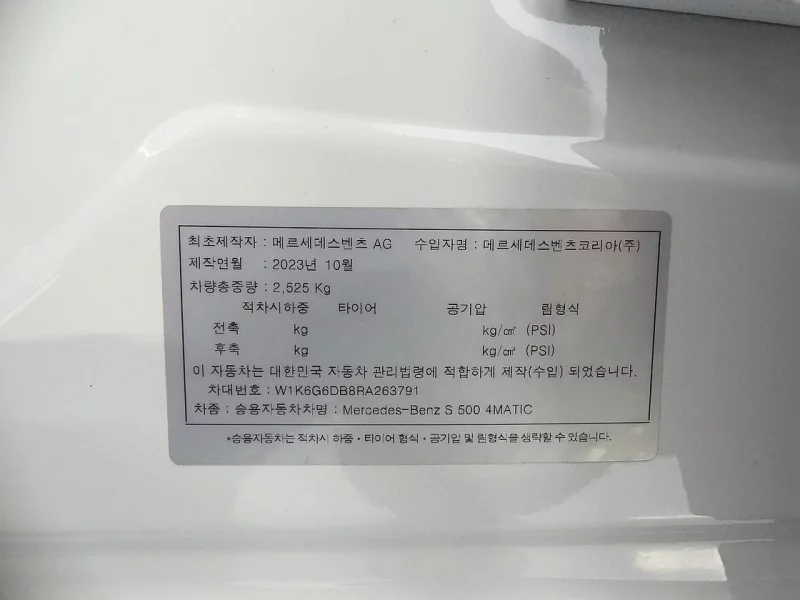 최초제작자 : 메르세데스벤츠 AG 수입자명 : 메르세데스벤츠코리아(주)
제작연월 : 2023년 10월
차량총중량 : 2,525 Kg
적차시하중 타이어 공기압 림형식
전축 kg kg/㎠ (PSI)
후축 kg kg/㎠ (PSI)
이 자동차는 대한민국 자동차 관리법령에 적합하게 제작(수입) 되었습니다.
차대번호 : W1K6G6DB8RA263791
차종 : 승용자동차차명 : Mercedes-Benz S 500 4MATIC
*승용자동차는 적차시 하중·타이어 형식·공기압 및 림형식을 생략할 수 있습니다.